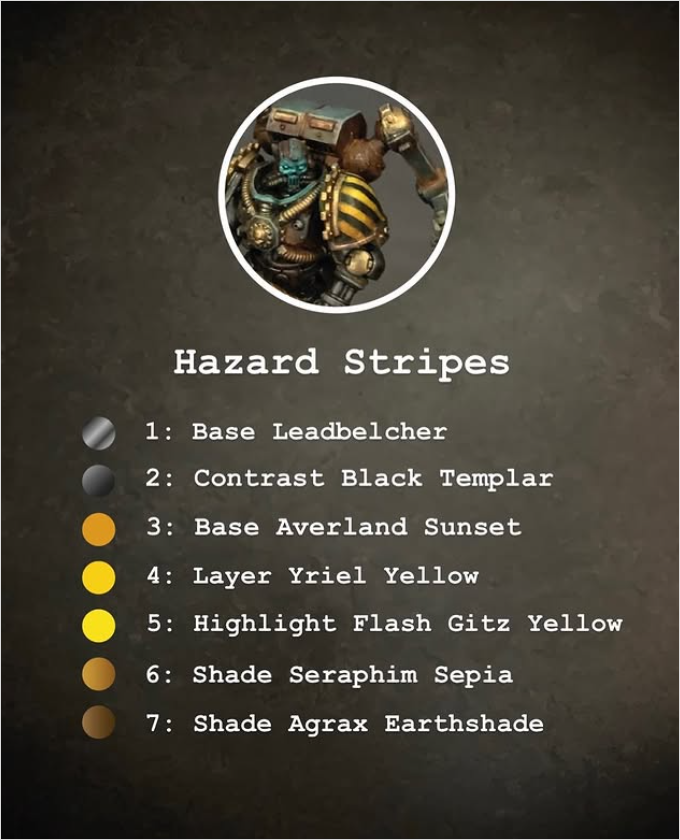 Hazard Stripes
1: Base Leadbelcher
2: Contrast Black Templar
3: Base Averland Sunset
4: Layer Yriel Yellow
5: Highlight Flash Gitz Yellow
6: Shade Seraphim Sepia
7: Shade Agrax Earthshade